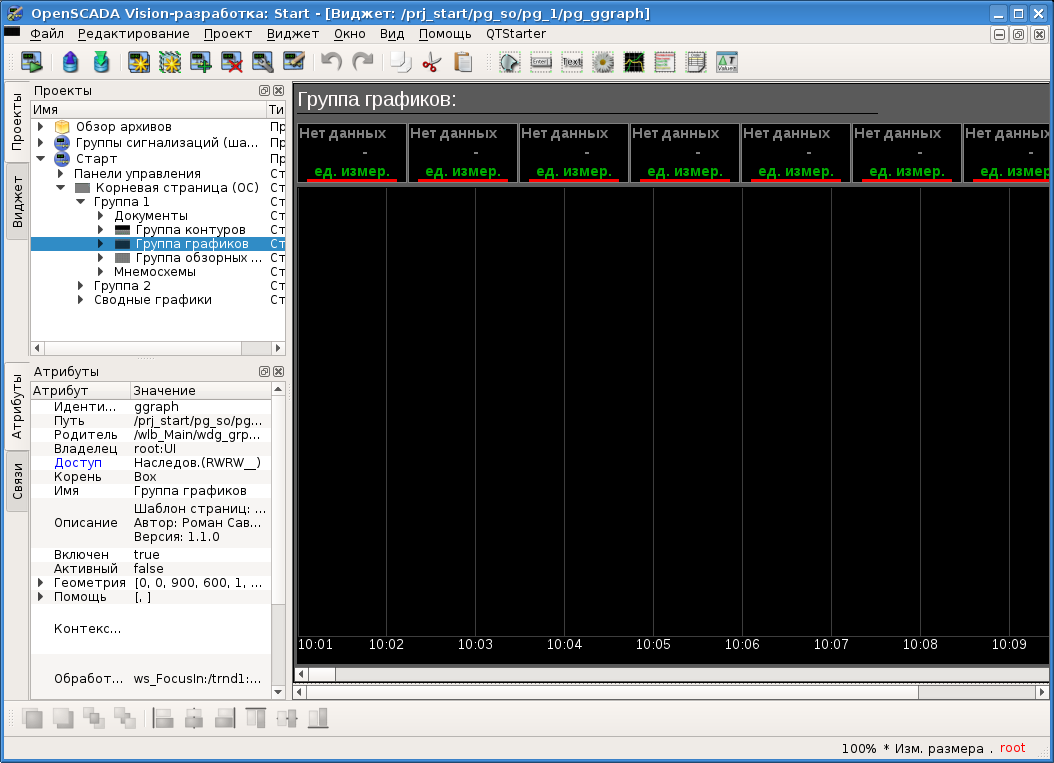 OpenSCADA Vision-разработка: Start - [Виджет: /prj_start/pg_so/pg_1/pg_ggraph]
Файл Редактирование Проект Виджет Окно Вид Помощь QTStarter
Проекты
Виджет
Проекты
Имя Ти
Обзор архивов Пр
Группы сигнализаций (ша... Пр
Старт Пр
Панели управления Ст
Корневая страница (ОС) Ст
Группа 1 Ст
Документы Ст
Группа контуров Ст
Группа графиков Ст
Группа обзорных ... Ст
Мнемосхемы Ст
Группа 2 Ст
Сводные графики Ст
Атрибуты
Связи
Атрибуты
Атрибут Значение
Иденти... ggraph
Путь /prj_start/pg_so/pg...
Родитель /wlb_Main/wdg_grp...
Владелец root:UI
Доступ Наследов.(RWRW__)
Корень Box
Имя Группа графиков
Описание Шаблон страниц: ...
Автор: Роман Сав...
Версия: 1.1.0
Включен true
Активный false
Геометрия [0, 0, 900, 600, 1, ...
Помощь [, ]
Контекс...
Обработ... ws_FocusIn:/trnd1:...
Группа графиков:
Нет данных Нет данных Нет данных Нет данных Нет данных Нет данных Нет данных
- - - - - -
ед. измер. ед. измер. ед. измер. ед. измер. ед. измер. ед. измер. ед. измер
10:01 10:02 10:03 10:04 10:05 10:06 10:07 10:08 10:09
100% * Изм. размера . root